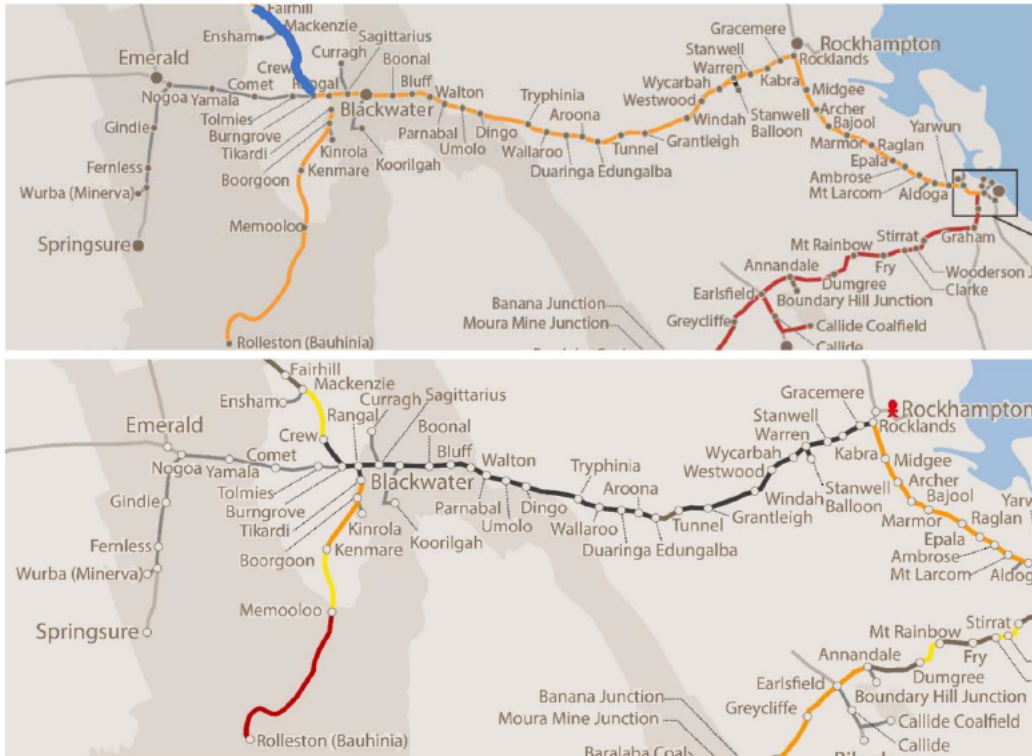 Fairhill
Mackenzie
Ensham
Sagittarius
Curragh
Boonal
Emerald
Crew
Rangal
Bluff
Comet
Walton
Nogoa
Yamala
Blackwater
Tolmies
Burngrove
Gindie
Tikardi
Parnabal
Umolo
Dingo
Kinrola
Koorilgah
Fernless
Boorgoon
Kenmare
Wurba (Minerva)
Memooloo
Springsure
Rolleston (Bauhinia)
Tryphinia
Aroona
Wallaroo
Duaringa Edungalba
Tunnel
Grantleigh
Westwood
Wycarbah
Warren
Stanwell
Gracemere
Rockhampton
Rocklands
Kabra
Windah
Stanwell
Balloon
Midgee
Archer
Bajool
Marmor
Raglan
Yarwun
Epala
Ambrose
Mt Larcom
Aldoga
Graham
Stirrat
Mt Rainbow
Annandale
Fry
Wooderson J
Clarke
Dumgree
Boundary Hill Junction
Earlsfield
Banana Junction
Moura Mine Junction
Greycliffe
Callide Coalfield
Callide
Fairhill
Mackenzie
Ensham
Curragh
Sagittarius
Rangal
Emerald
Crew
Boonal
Bluff
Comet
Walton
Nogoa
Yamala
Blackwater
Tolmies
Burngrove
Gindie
Tikardi
Parnabal
Umolo
Dingo
Kinrola
Koorilgah
Fernless
Boorgoon
Kenmare
Wurba (Minerva)
Memooloo
Springsure
Rolleston (Bauhinia)
Tryphinia
Aroona
Wallaroo
Duaringa Edungalba
Tunnel
Grantleigh
Westwood
Wycarbah
Warren
Stanwell
Gracemere
Rockhampton
Rocklands
Kabra
Windah
Stanwell
Balloon
Midgee
Archer
Bajool
Marmor
Raglan
Epala
Ambrose
Mt Larcom
Stirrat
Mt Rainbow
Annandale
Fry
Dumgree
Boundary Hill Junction
Earlsfield
Banana Junction
Moura Mine Junction
Greycliffe
Baralaba Coal
Callide Coalfield
Callide